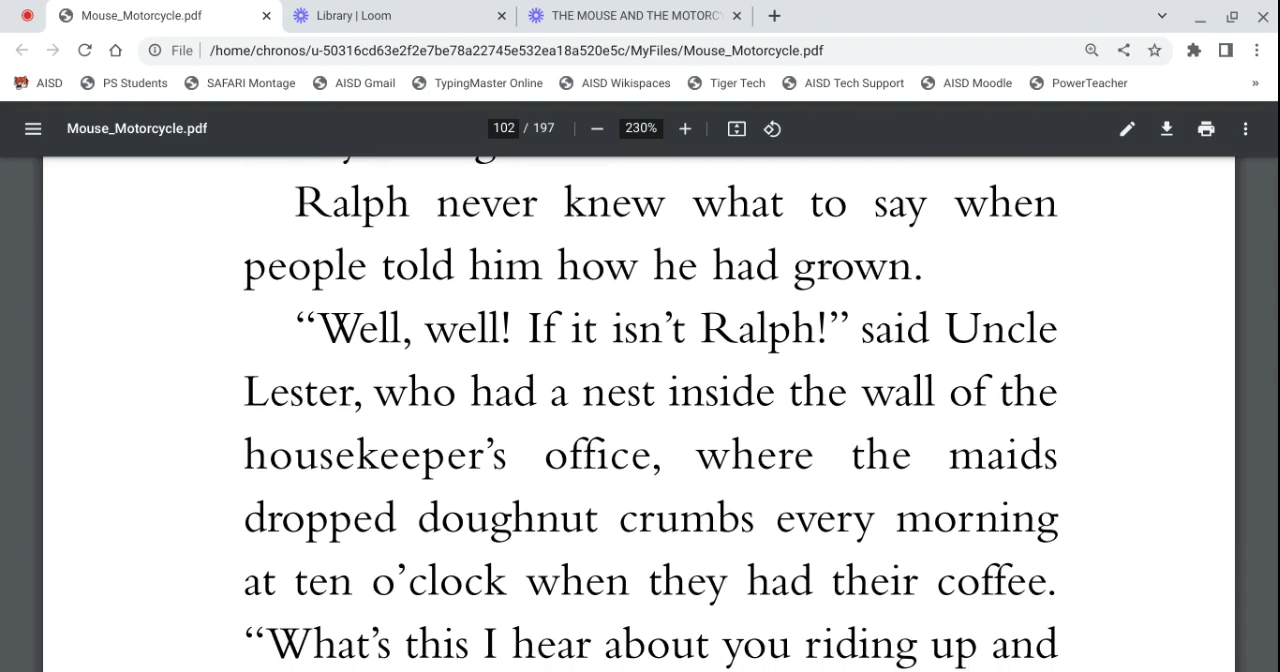 Mouse_Motorcycle.pdf
Library | Loom
THE MOUSE AND THE MOTORC
File
/home/chronos/u-50316cd63e2f2e7be78a22745e532ea18a520e5c/MyFiles/Mouse_Motorcycle.pdf
AISD PS Students SAFARI Montage AISD Gmail TypingMaster Online AISD Wikispaces Tiger Tech AISD Tech Support AISD Moodle PowerTeacher »
Mouse_Motorcycle.pdf 102 / 197 230%
Ralph never knew what to say when
people told him how he had grown.
“Well, well! If it isn’t Ralph!” said Uncle
Lester, who had a nest inside the wall of the
housekeeper’s office, where the maids
dropped doughnut crumbs every morning
at ten o’clock when they had their coffee.
“What’s this I hear about you riding up and